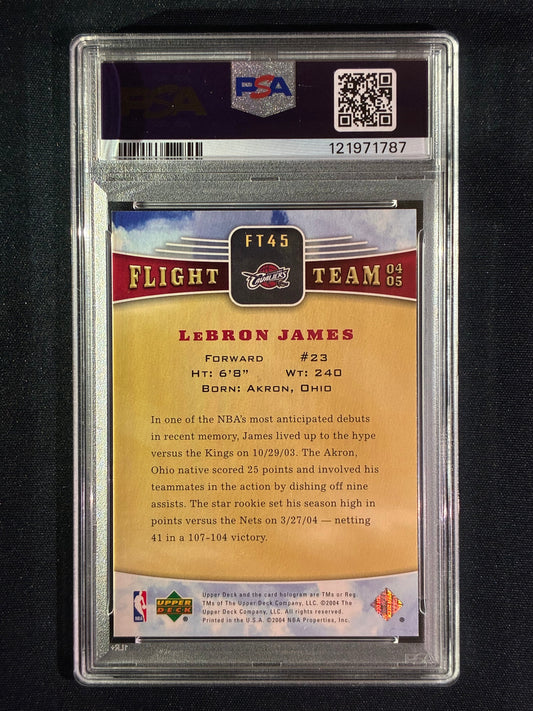 PSA
PSA
121971787
FT45
CAVALIERS
FLIGHT TEAM 04 05
LEBRON JAMES
FORWARD #23
HT: 6'8" WT: 240
BORN: AKRON, OHIO
In one of the NBA's most anticipated debuts
in recent memory, James lived up to the hype
versus the Kings on 10/29/03. The Akron,
Ohio native scored 25 points and involved his
teammates in the action by dishing off nine
assists. The star rookie set his season high in
points versus the Nets on 3/27/04 — netting
41 in a 107-104 victory.
Upper Deck and the card hologram are TMs or Reg.
TMs of The Upper Deck Company, LLC. ©2004 The
Upper Deck Company, LLC. All rights reserved.
Printed in the U.S.A. ©2004 NBA Properties, Inc.
NBA
UPPER DECK
PSA